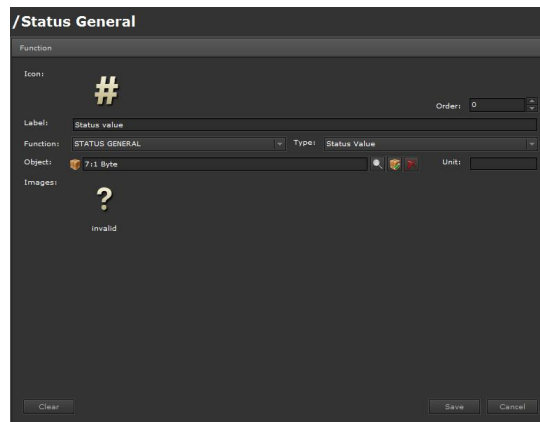 /Status General
Function
Icon:
#
Order: 0
Label: Status value
Function: STATUS GENERAL Type: Status Value
Object: 7:1 Byte Unit:
Images:
?
invalid
Clear Save Cancel